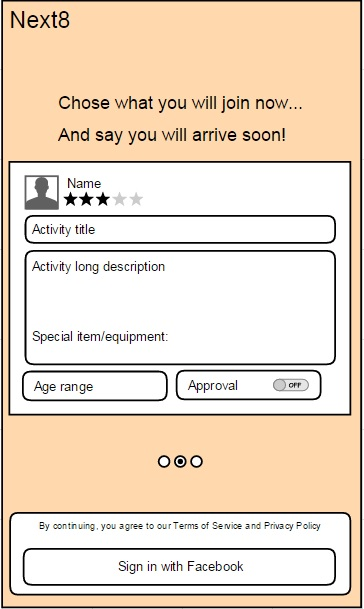 Next8
Chose what you will join now...
And say you will arrive soon!
Name
Activity title
Activity long description
Special item/equipment:
Age range
Approval
OFF
By continuing, you agree to our Terms of Service and Privacy Policy
Sign in with Facebook